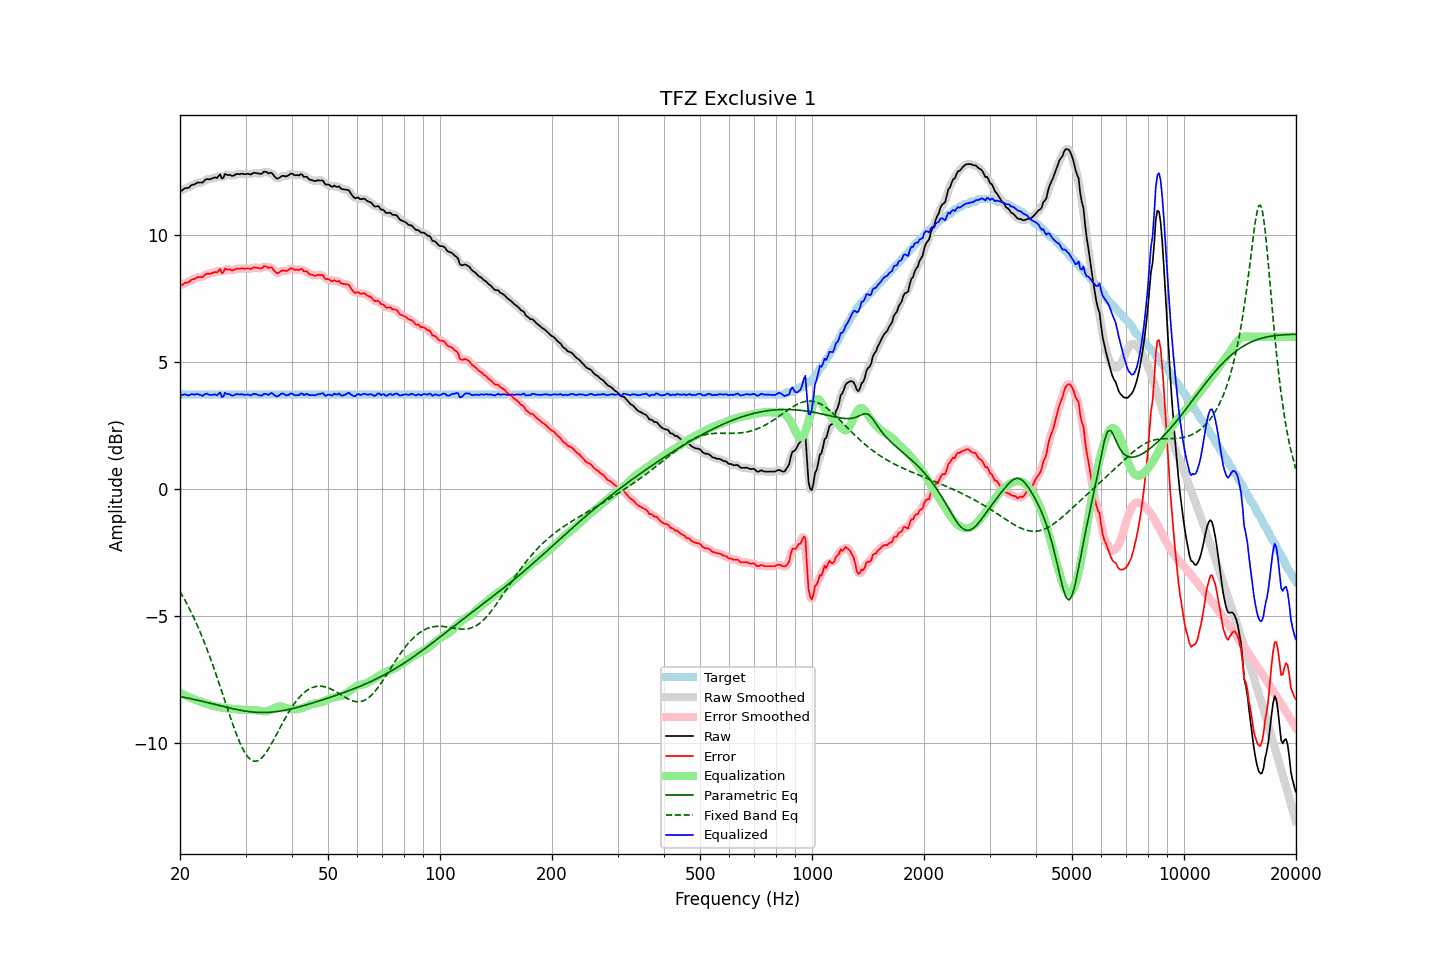 TFZ Exclusive 1
Amplitude (dBr)
10
5
0
−5
−10
Target
Raw Smoothed
Error Smoothed
Raw
Error
Equalization
Parametric Eq
Fixed Band Eq
Equalized
20 50 100 200 500 1000 2000 5000 10000 20000
Frequency (Hz)